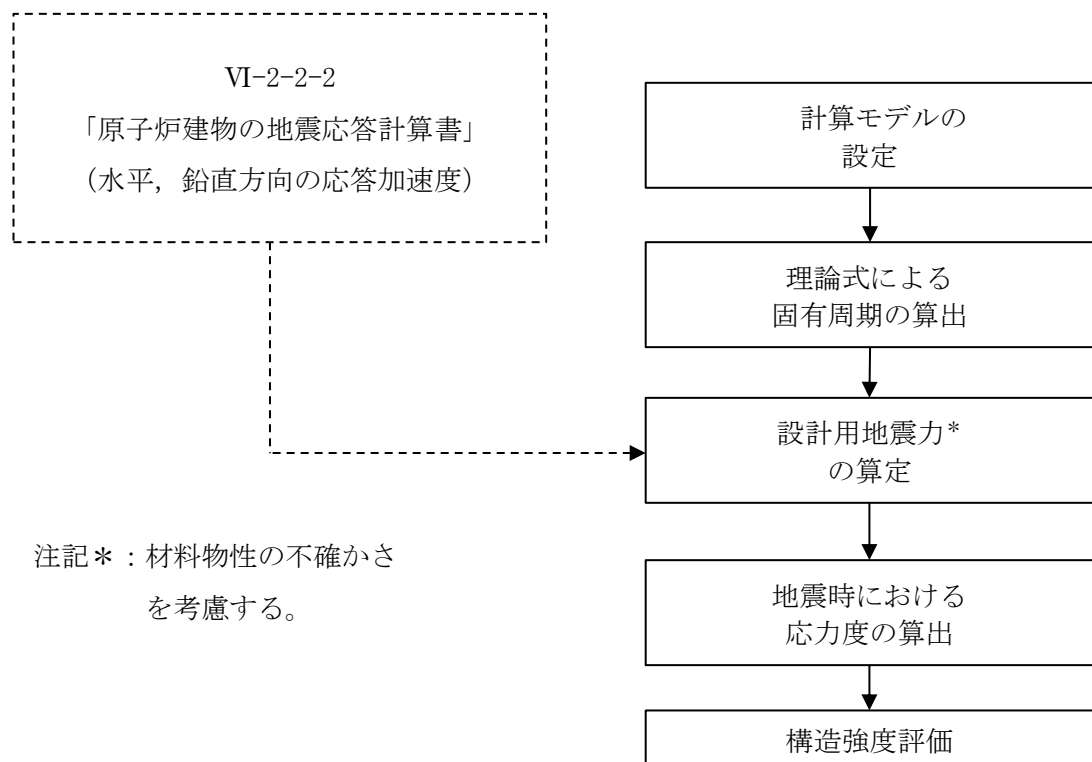 Ⅵ-2-2-2
「原子炉建物の地震応答計算書」
（水平，鉛直方向の応答加速度）
計算モデルの
設定
理論式による
固有周期の算出
設計用地震力*
の算定
注記＊：材料物性の不確かさ
を考慮する。
地震時における
応力度の算出
構造強度評価